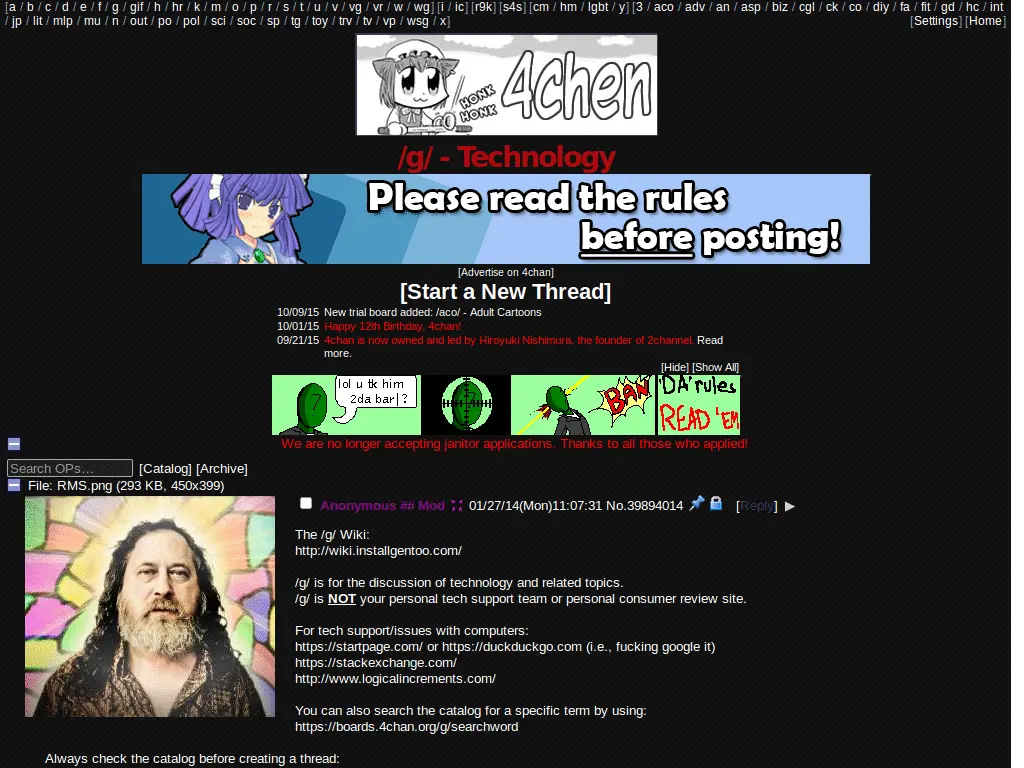 [a / b / c / d / e / f / g / gif / h / hr / k / m / o / p / r / s / t / u / v / vg / vr / w / wg] [i / ic] [r9k] [s4s] [cm / hm / lgbt / y] [3 / aco / adv / an / asp / biz / cgl / ck / co / diy / fa / fit / gd / hc / int
/ jp / lit / mlp / mu / n / out / po / pol / sci / soc / sp / tg / toy / trv / tv / vp / wsg / x] [Settings] [Home]
HONK
HONK
4chen
/g/ - Technology
Please read the rules
before posting!
[Advertise on 4chan]
[Start a New Thread]
10/09/15 New trial board added: /aco/ - Adult Cartoons
10/01/15 Happy 12th Birthday, 4chan!
09/21/15 4chan is now owned and led by Hiroyuki Nishimura, the founder of 2channel. Read
more.
[Hide] [Show All]
lol u tk him
2da bar|?
?
BAN
'DA' rules
READ 'EM
We are no longer accepting janitor applications. Thanks to all those who applied!
Search OPs… [Catalog] [Archive]
File: RMS.png (293 KB, 450x399)
Anonymous ## Mod 01/27/14(Mon)11:07:31 No.39894014 [Reply] ▶
The /g/ Wiki:
http://wiki.installgentoo.com/
/g/ is for the discussion of technology and related topics.
/g/ is NOT your personal tech support team or personal consumer review site.
For tech support/issues with computers:
https://startpage.com/ or https://duckduckgo.com (i.e., fucking google it)
https://stackexchange.com/
http://www.logicalincrements.com/
You can also search the catalog for a specific term by using:
https://boards.4chan.org/g/searchword
Always check the catalog before creating a thread: